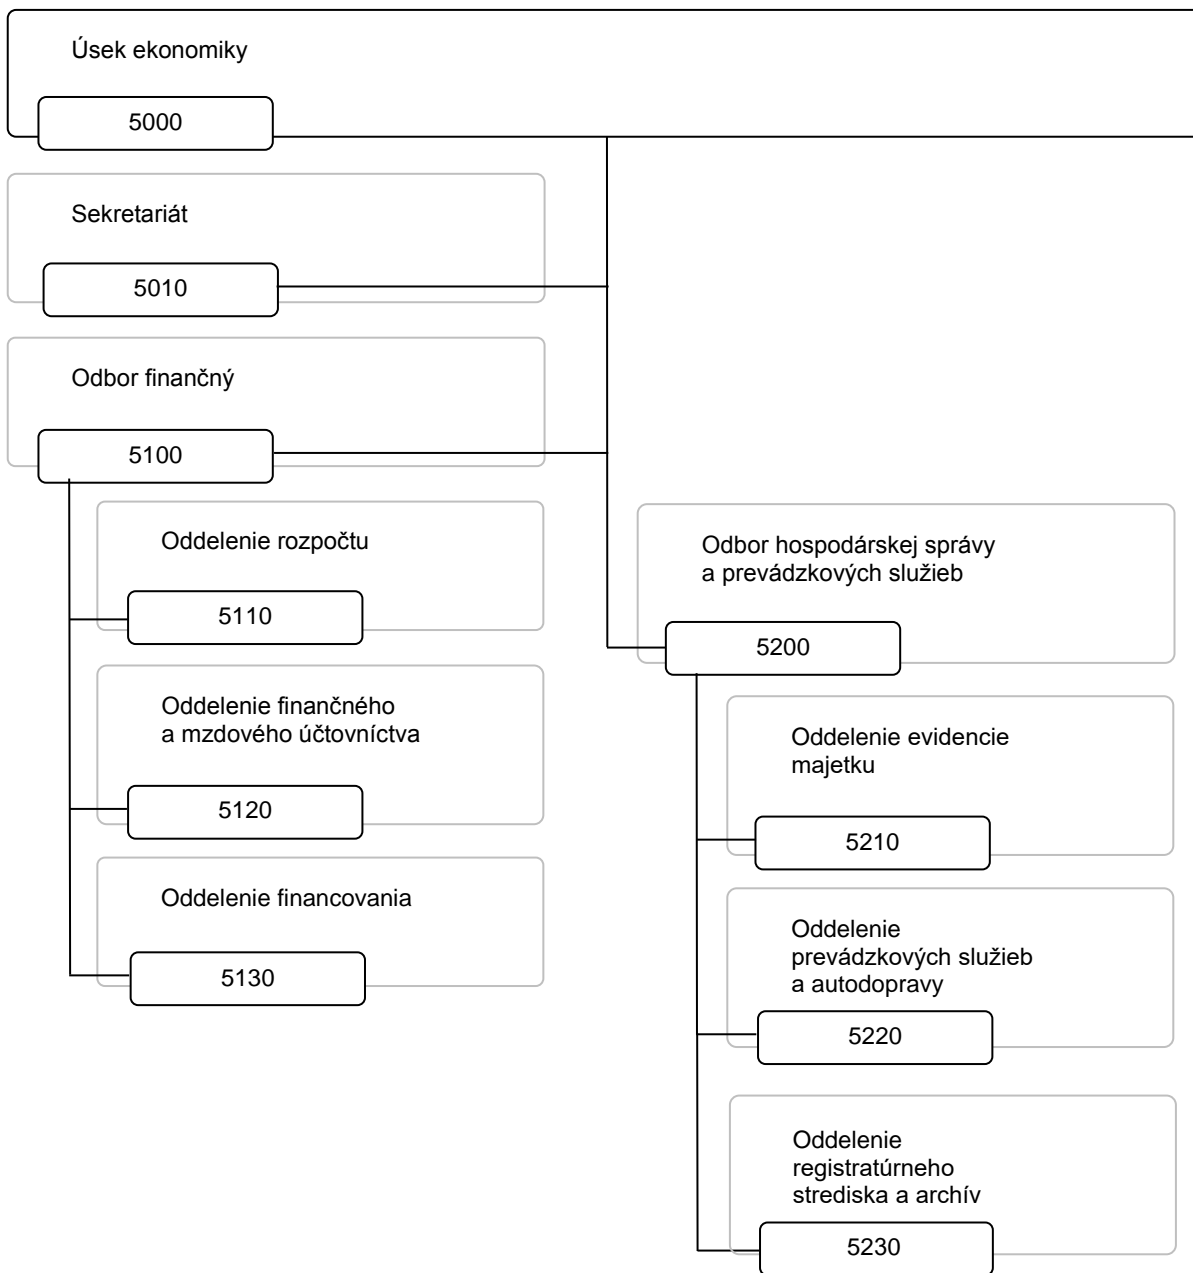 Úsek ekonomiky
5000
Sekretariát
5010
Odbor finančný
5100
Oddelenie rozpočtu
5110
Oddelenie finančného
a mzdového účtovníctva
5120
Oddelenie financovania
5130
Odbor hospodárskej správy
a prevádzkových služieb
5200
Oddelenie evidencie
majetku
5210
Oddelenie
prevádzkových služieb
a autodopravy
5220
Oddelenie
registratúrneho
strediska a archív
5230